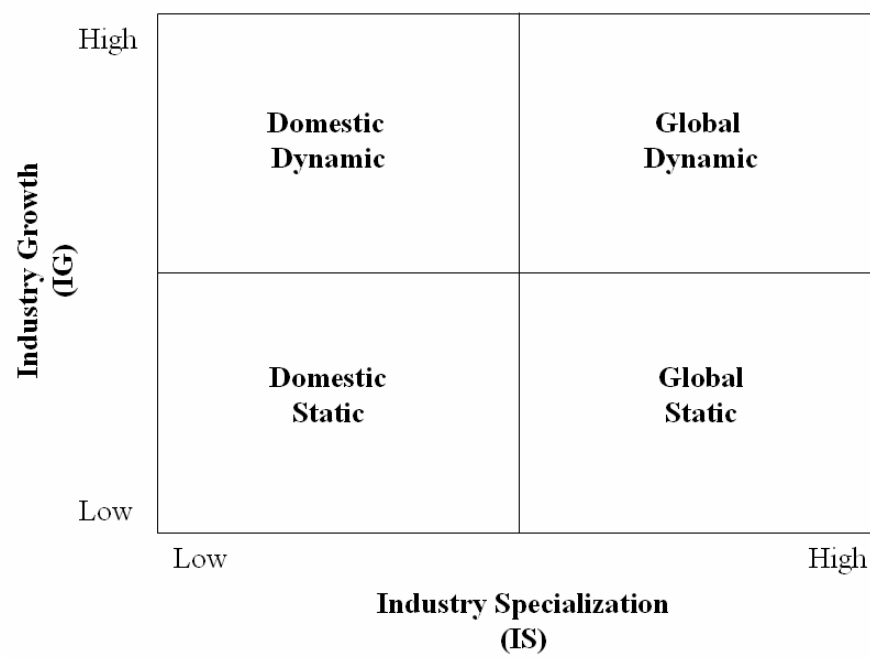 High
Domestic
Dynamic
Global
Dynamic
Industry Growth
(IG)
Domestic
Static
Global
Static
Low
Low
High
Industry Specialization
(IS)